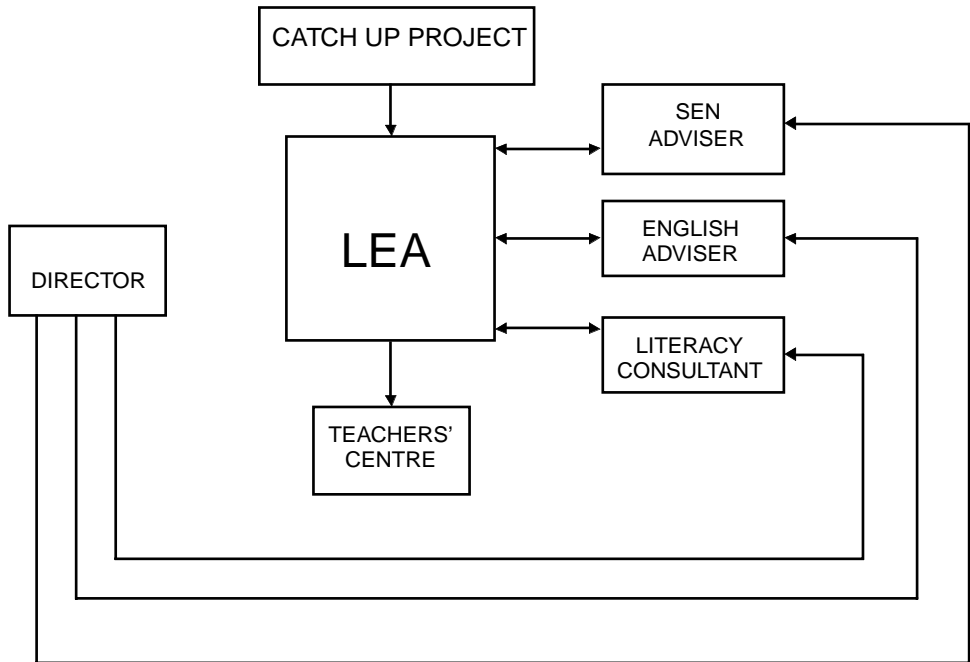 CATCH UP PROJECT
SEN
ADVISER
LEA
ENGLISH
ADVISER
DIRECTOR
LITERACY
CONSULTANT
TEACHERS’
CENTRE